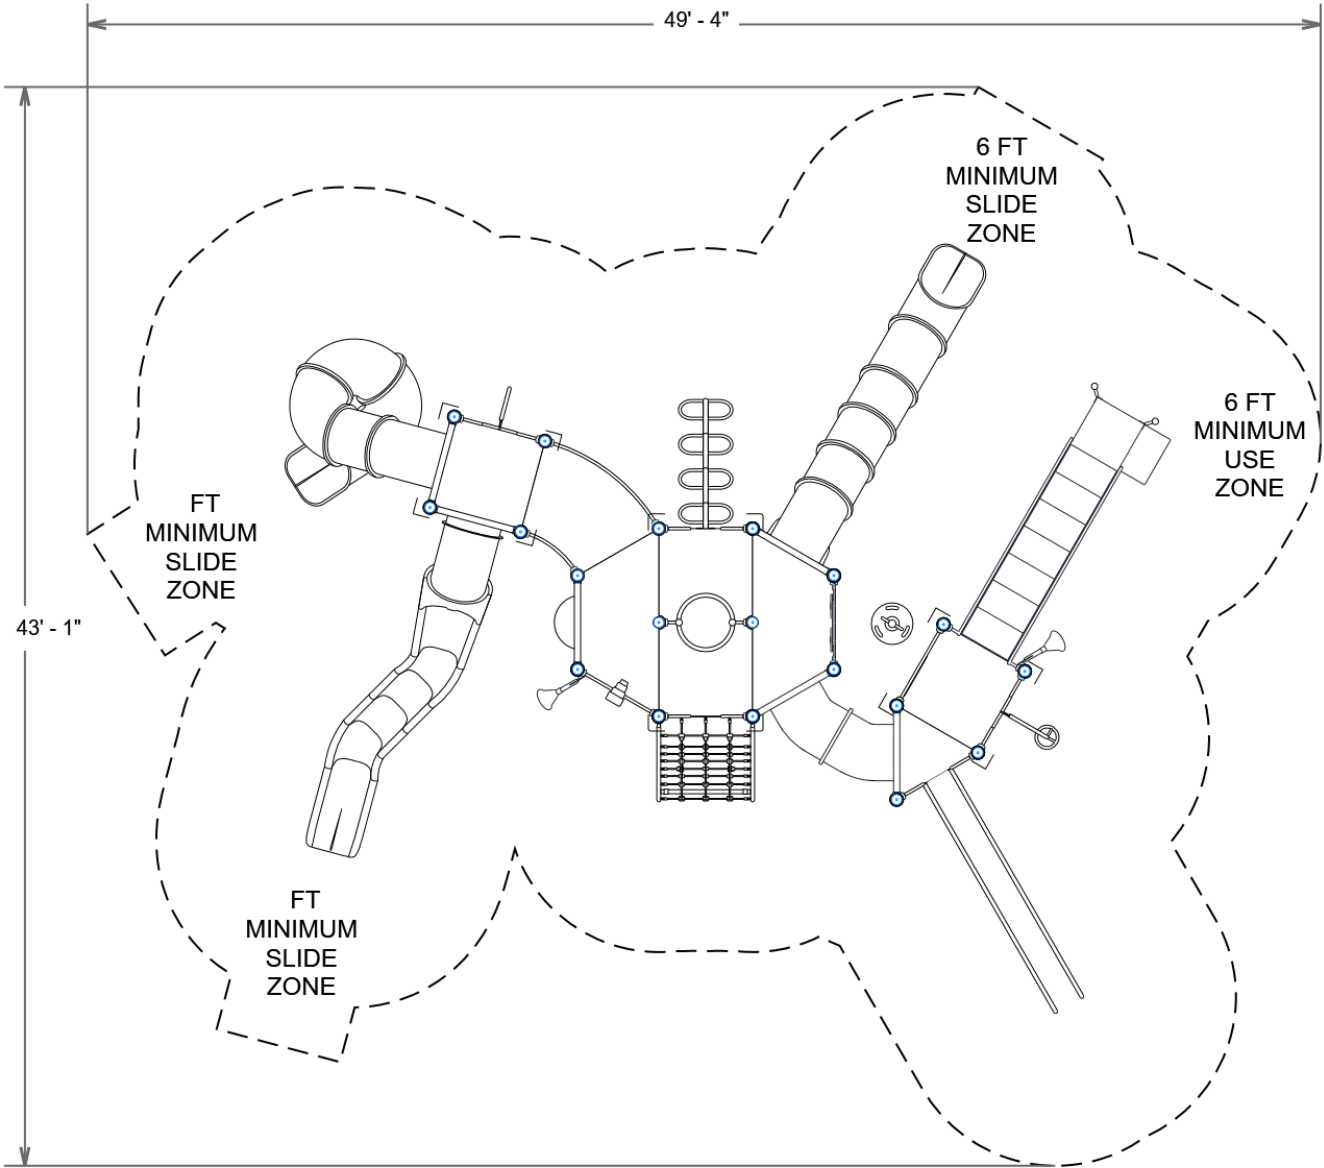 49' - 4"
6 FT
MINIMUM
SLIDE
ZONE
6 FT
MINIMUM
USE
ZONE
FT
MINIMUM
SLIDE
ZONE
43' - 1"
FT
MINIMUM
SLIDE
ZONE